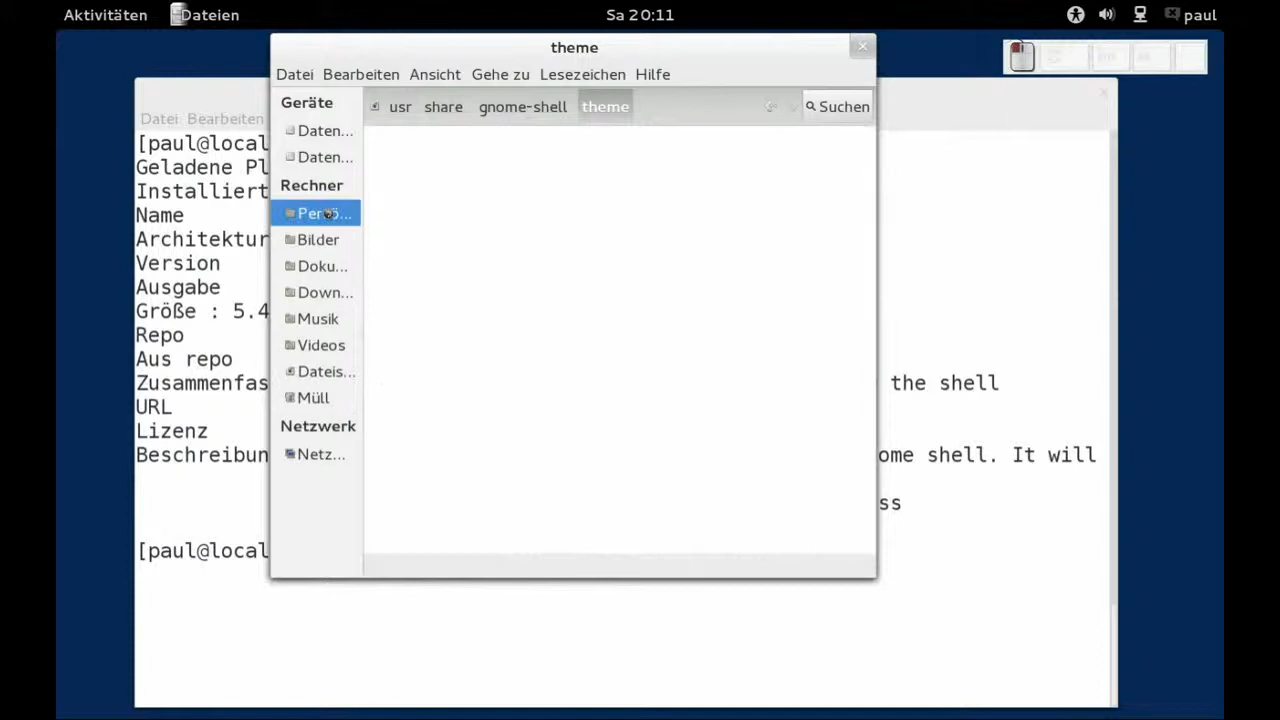 Aktivitäten Dateien Sa 20:11 paul
theme
Datei Bearbeiten Ansicht Gehe zu Lesezeichen Hilfe
Geräte
usr share gnome-shell theme Suchen
Daten...
Daten...
Rechner
Bilder
Doku...
Down...
Musik
Videos
Dateis...
Müll
Netzwerk
Netz...
Datei Bearbeiten
[paul@local
Geladene Pl
Installiert
Name
Architektur
Version
Ausgabe
Größe : 5.4
Repo
Aus repo
Zusammenfas the shell
URL
Lizenz
Beschreibun ome shell. It will
ss
[paul@local